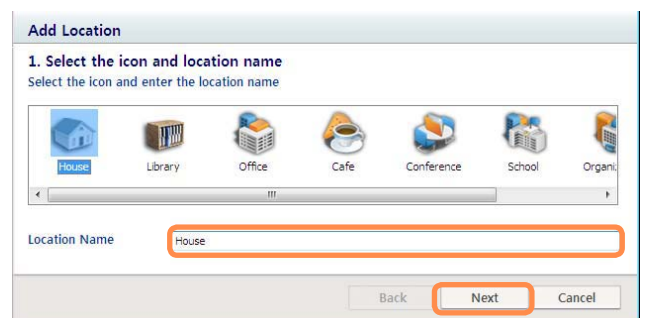 Add Location
1. Select the icon and location name
Select the icon and enter the location name
House Library Office Cafe Conference School Organiz
Location Name House
Back Next Cancel